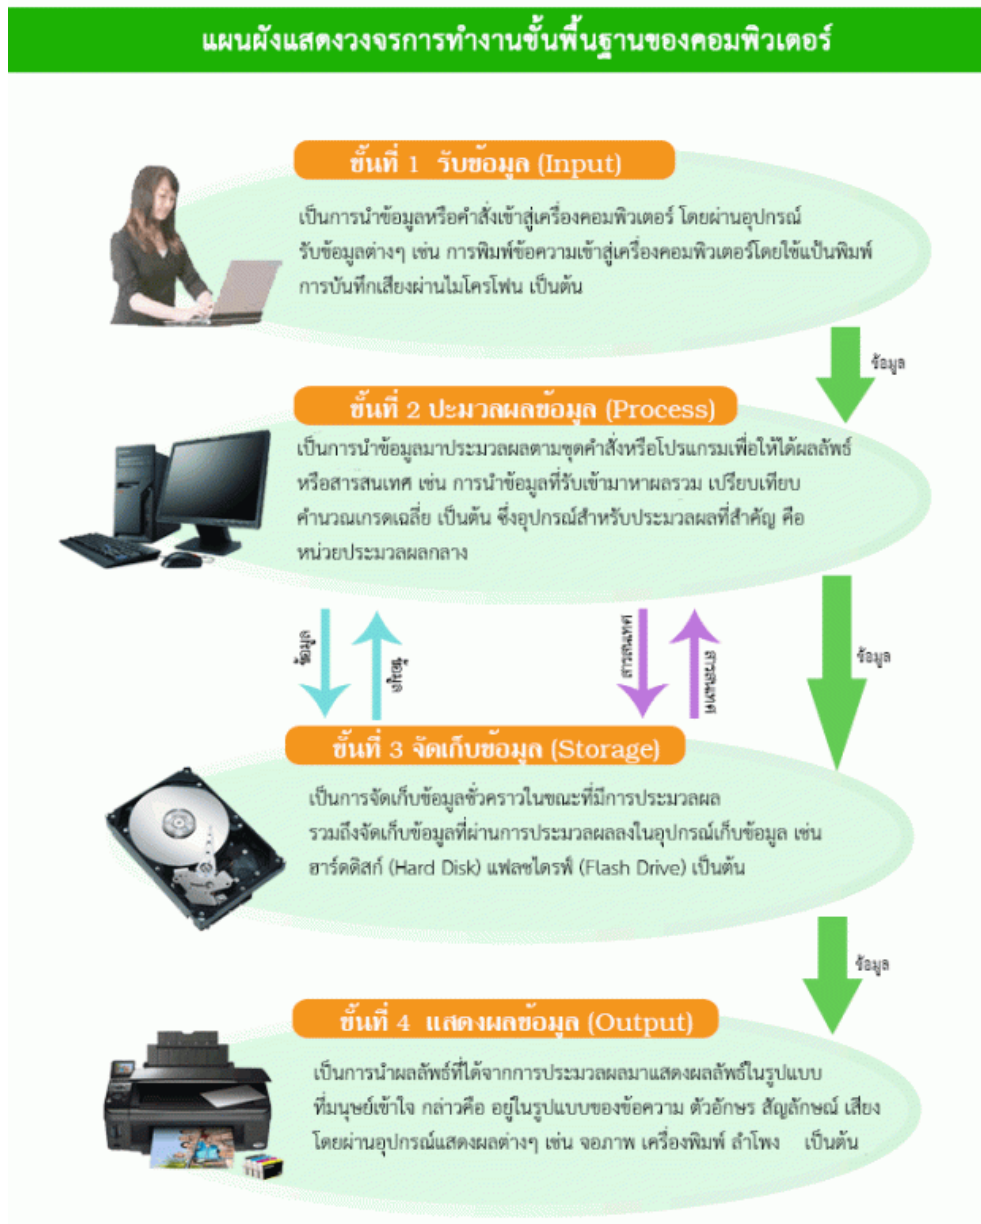 แผนผังแสดงวงจรการทำงานขั้นพื้นฐานของคอมพิวเตอร์
ขั้นที่ 1 รับข้อมูล (Input)
เป็นการนำข้อมูลหรือคำสั่งเข้าสู่เครื่องคอมพิวเตอร์ โดยผ่านอุปกรณ์
รับข้อมูลต่างๆ เช่น การพิมพ์ข้อความเข้าสู่เครื่องคอมพิวเตอร์โดยใช้แป้นพิมพ์
การบันทึกเสียงผ่านไมโครโฟน เป็นต้น
ข้อมูล
ขั้นที่ 2 ปะมวลผลข้อมูล (Process)
เป็นการนำข้อมูลมาประมวลผลตามชุดคำสั่งหรือโปรแกรมเพื่อให้ได้ผลลัพธ์
หรือสารสนเทศ เช่น การนำข้อมูลที่รับเข้ามาหาผลรวม เปรียบเทียบ
คำนวณเกรดเฉลี่ย เป็นต้น ซึ่งอุปกรณ์สำหรับประมวลผลที่สำคัญ คือ
หน่วยประมวลผลกลาง
ข้อมูล
ข้อมูล
สารสนเทศ
สารสนเทศ
ข้อมูล
ขั้นที่ 3 จัดเก็บข้อมูล (Storage)
เป็นการจัดเก็บข้อมูลชั่วคราวในขณะที่มีการประมวลผล
รวมถึงจัดเก็บข้อมูลที่ผ่านการประมวลผลลงในอุปกรณ์เก็บข้อมูล เช่น
ฮาร์ดดิสก์ (Hard Disk) แฟลชไดรฟ์ (Flash Drive) เป็นต้น
ข้อมูล
ขั้นที่ 4 แสดงผลข้อมูล (Output)
เป็นการนำผลลัพธ์ที่ได้จากการประมวลผลมาแสดงผลลัพธ์ในรูปแบบ
ที่มนุษย์เข้าใจ กล่าวคือ อยู่ในรูปแบบของข้อความ ตัวอักษร สัญลักษณ์ เสียง
โดยผ่านอุปกรณ์แสดงผลต่างๆ เช่น จอภาพ เครื่องพิมพ์ ลำโพง เป็นต้น